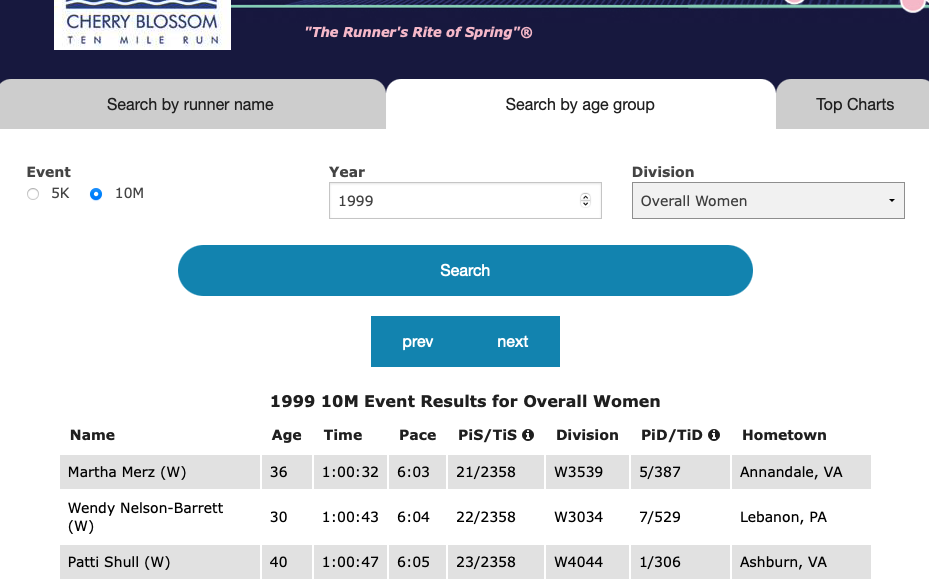 CHERRY BLOSSOM
TEN MILE RUN
"The Runner's Rite of Spring"®
Search by runner name
Search by age group
Top Charts
Event
5K 10M
Year
1999
Division
Overall Women
Search
prev next
1999 10M Event Results for Overall Women
Name Age Time Pace PiS/TiS Division PiD/TiD Hometown
Martha Merz (W) 36 1:00:32 6:03 21/2358 W3539 5/387 Annandale, VA
Wendy Nelson-Barrett
(W) 30 1:00:43 6:04 22/2358 W3034 7/529 Lebanon, PA
Patti Shull (W) 40 1:00:47 6:05 23/2358 W4044 1/306 Ashburn, VA